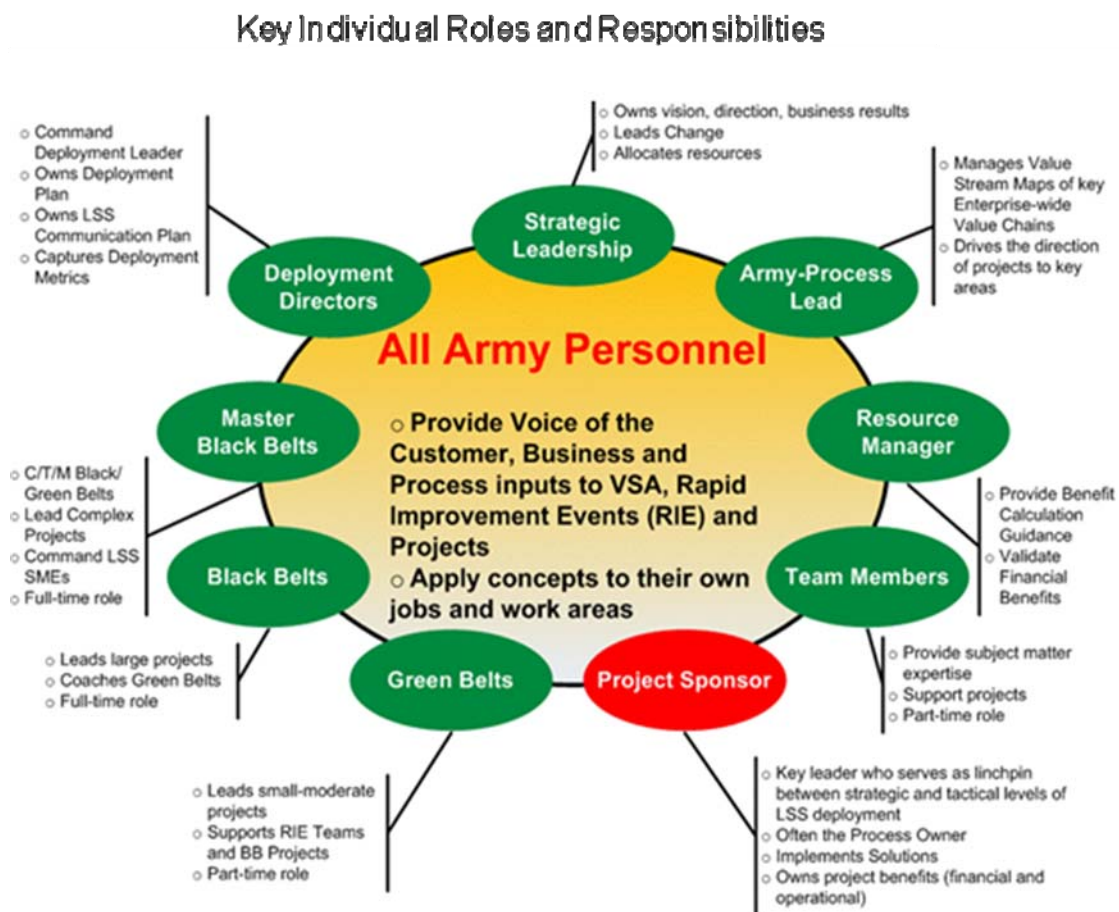 Key Individual Roles and Responsibilities
○ Owns vision, direction, business results
○ Leads Change
○ Allocates resources
○ Command
Deployment Leader
○ Owns Deployment
Plan
○ Owns LSS
Communication Plan
○ Captures Deployment
Metrics
○ Manages Value
Stream Maps of key
Enterprise-wide
Value Chains
○ Drives the direction
of projects to key
areas
Strategic
Leadership
Deployment
Directors
Army-Process
Lead
All Army Personnel
○ Provide Voice of the
Customer, Business and
Process inputs to VSA, Rapid
Improvement Events (RIE) and
Projects
○ Apply concepts to their own
jobs and work areas
Master
Black Belts
Resource
Manager
○ C/T/M Black/
Green Belts
○ Lead Complex
Projects
○ Command LSS
SMEs
○ Full-time role
○ Provide Benefit
Calculation
Guidance
○ Validate
Financial
Benefits
Black Belts
Team Members
○ Leads large projects
○ Coaches Green Belts
○ Full-time role
Green Belts
Project Sponsor
○ Provide subject matter
expertise
○ Support projects
○ Part-time role
○ Leads small-moderate
projects
○ Supports RIE Teams
and BB Projects
○ Part-time role
○ Key leader who serves as linchpin
between strategic and tactical levels of
LSS deployment
○ Often the Process Owner
○ Implements Solutions
○ Owns project benefits (financial and
operational)